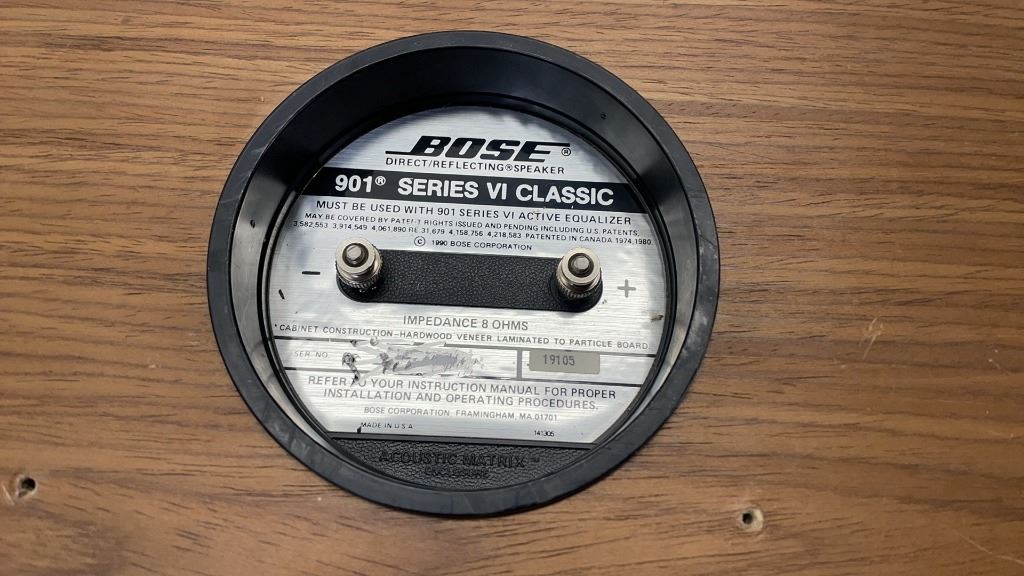 BOSE®
DIRECT/REFLECTING® SPEAKER
901® SERIES VI CLASSIC
MUST BE USED WITH 901 SERIES VI ACTIVE EQUALIZER
MAY BE COVERED BY PATENT RIGHTS ISSUED AND PENDING INCLUDING U.S. PATENTS,
3,582,553 3,914,549 4,061,890 RE 31,679 4,158,756 4,218,583 PATENTED IN CANADA 1974, 1980.
© 1990 BOSE CORPORATION
− +
IMPEDANCE 8 OHMS
* CABINET CONSTRUCTION–HARDWOOD VENEER LAMINATED TO PARTICLE BOARD.
SER. NO. 19105
REFER TO YOUR INSTRUCTION MANUAL FOR PROPER
INSTALLATION AND OPERATING PROCEDURES.
BOSE CORPORATION, FRAMINGHAM, MA 01701
MADE IN U.S.A. 141305
ACOUSTIC MATRIX™